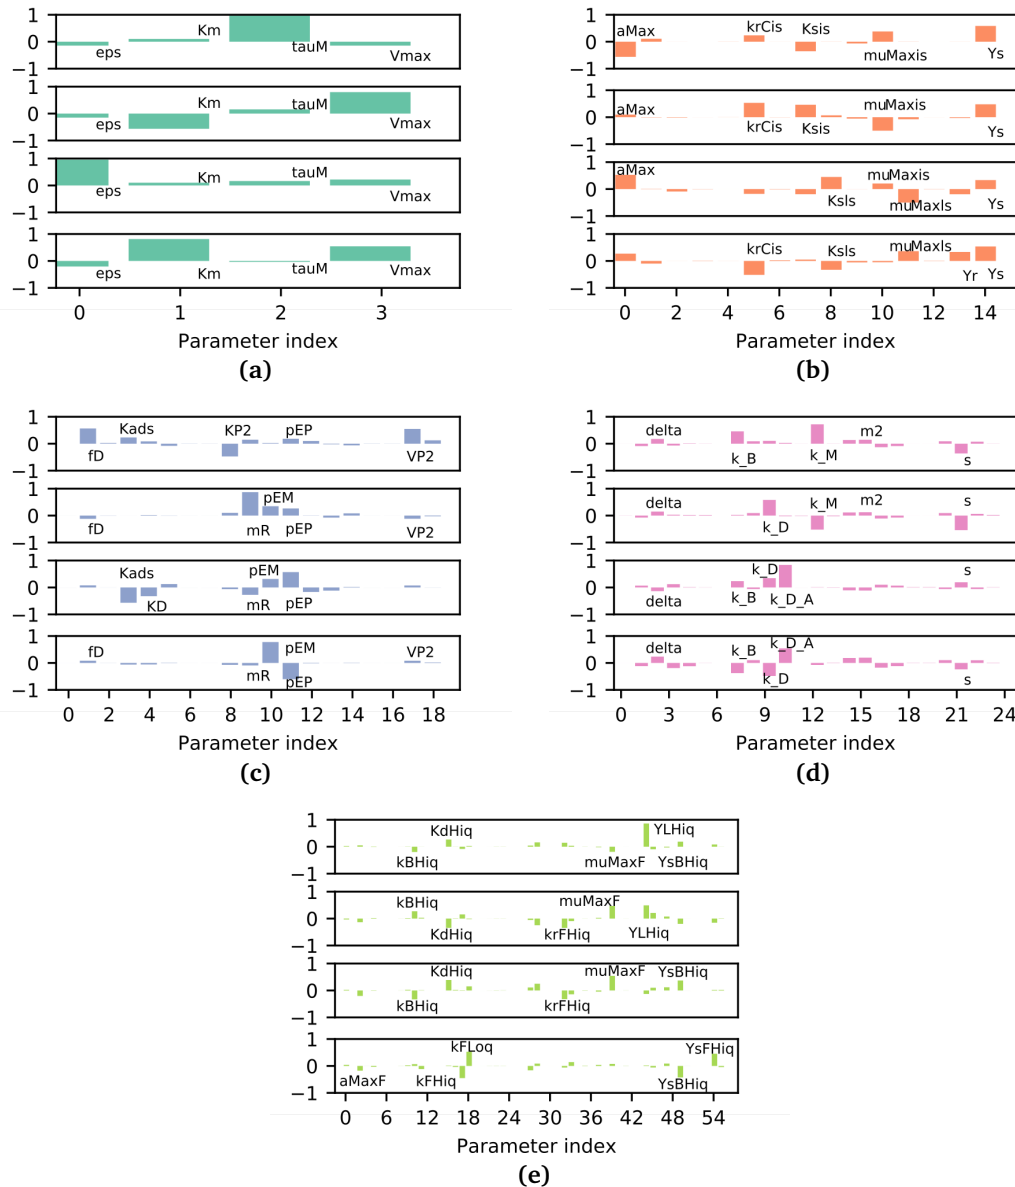 1
0
−1
eps
Km
tauM
Vmax
1
0
−1
eps
Km
tauM
Vmax
1
0
−1
eps
Km
tauM
Vmax
1
0
−1
eps
Km
tauM
Vmax
0 1 2 3
Parameter index
(a)
1
0
−1
aMax
krCis
Ksis
muMaxis
Ys
1
0
−1
aMax
krCis
Ksis
muMaxis
Ys
1
0
−1
aMax
Ksls
muMaxis
muMaxls
Ys
1
0
−1
krCis
Ksls
muMaxls
Yr
Ys
0 2 4 6 8 10 12 14
Parameter index
(b)
1
0
−1
fD
Kads
KP2
pEP
VP2
1
0
−1
fD
mR
pEM
pEP
VP2
1
0
−1
Kads
KD
mR
pEM
pEP
1
0
−1
fD
mR
pEM
pEP
VP2
0 2 4 6 8 10 12 14 16 18
Parameter index
(c)
1
0
−1
delta
k_B
k_M
m2
s
1
0
−1
delta
k_D
k_M
m2
s
1
0
−1
delta
k_B
k_D
k_D_A
s
1
0
−1
delta
k_B
k_D
k_D_A
s
0 3 6 9 12 15 18 21 24
Parameter index
(d)
1
0
−1
kBHiq
KdHiq
muMaxF
YLHiq
YsBHiq
1
0
−1
kBHiq
KdHiq
krFHiq
muMaxF
YLHiq
1
0
−1
kBHiq
KdHiq
krFHiq
muMaxF
YsBHiq
1
0
−1
aMaxF
kFHiq
kFLoq
YsBHiq
YsFHiq
0 6 12 18 24 30 36 42 48 54
Parameter index
(e)